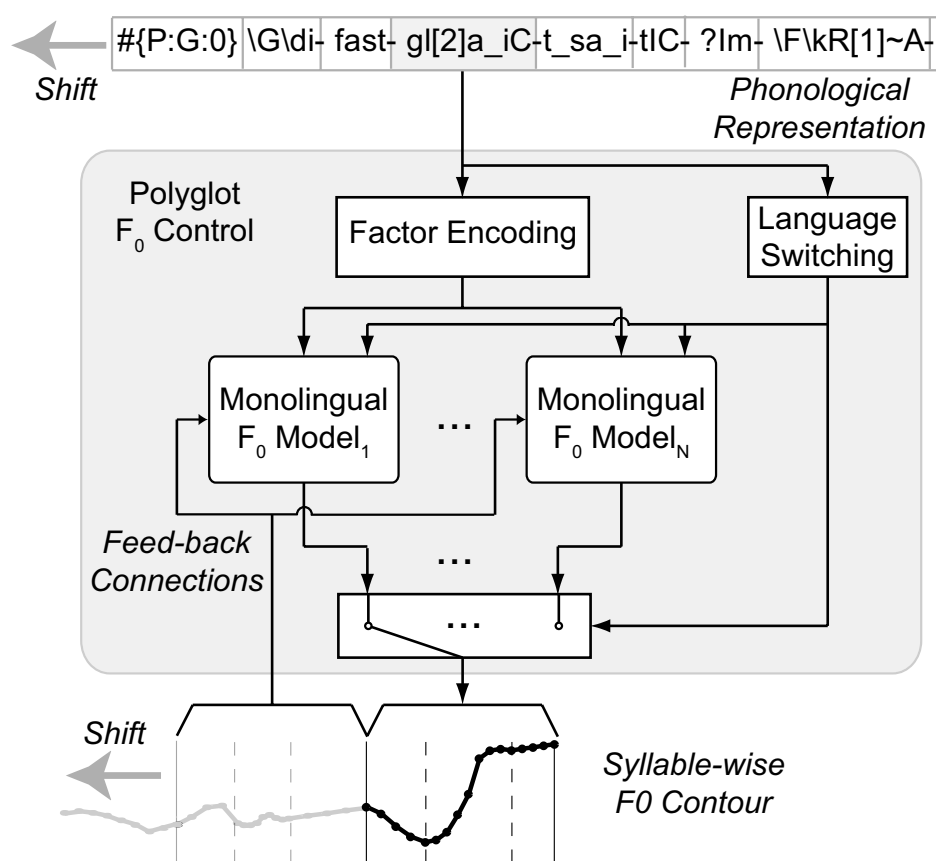 #{P:G:0} \G\di- fast- gl[2]a_iC-t_sa_i-tIC- ?Im- \F\kR[1]~A-
Shift
Phonological
Representation
Polyglot
F0 Control
Factor Encoding
Language
Switching
Monolingual
F0 Model1
...
Monolingual
F0 ModelN
Feed-back
Connections
...
...
Shift
Syllable-wise
F0 Contour